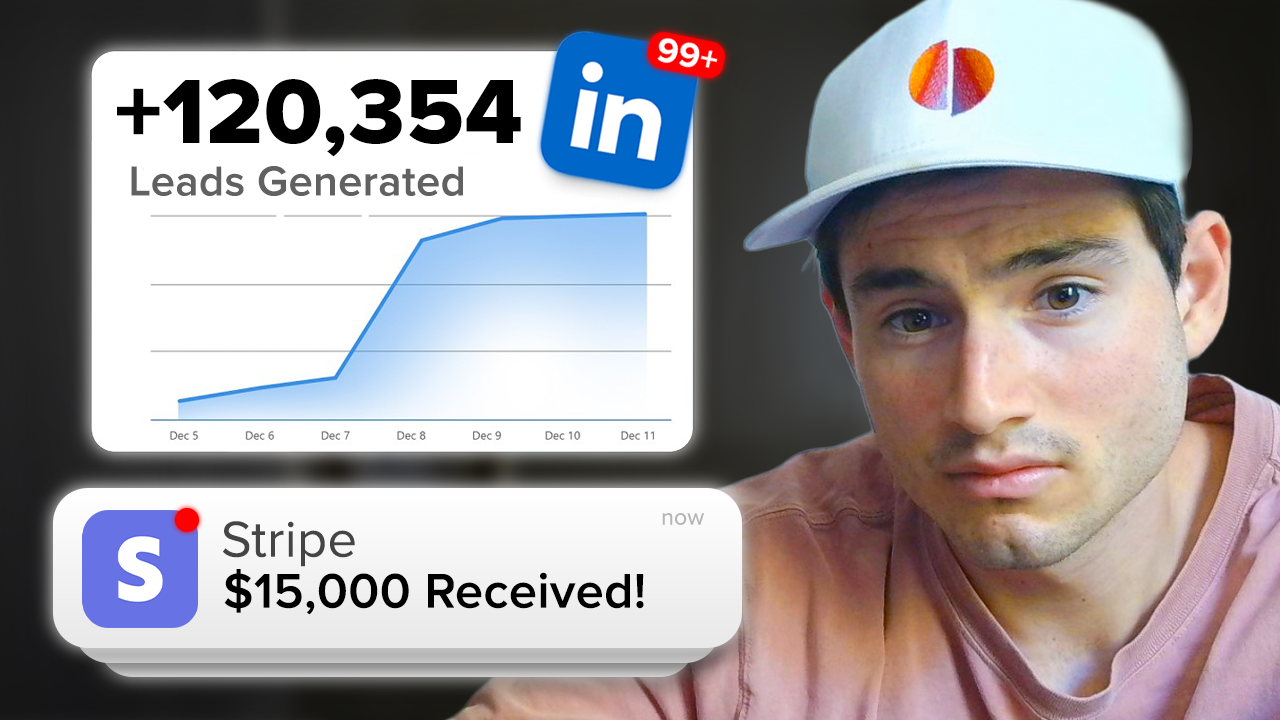 +120,354
in
99+
Leads Generated
Dec 5 Dec 6 Dec 7 Dec 8 Dec 9 Dec 10 Dec 11
S
Stripe
now
$15,000 Received!